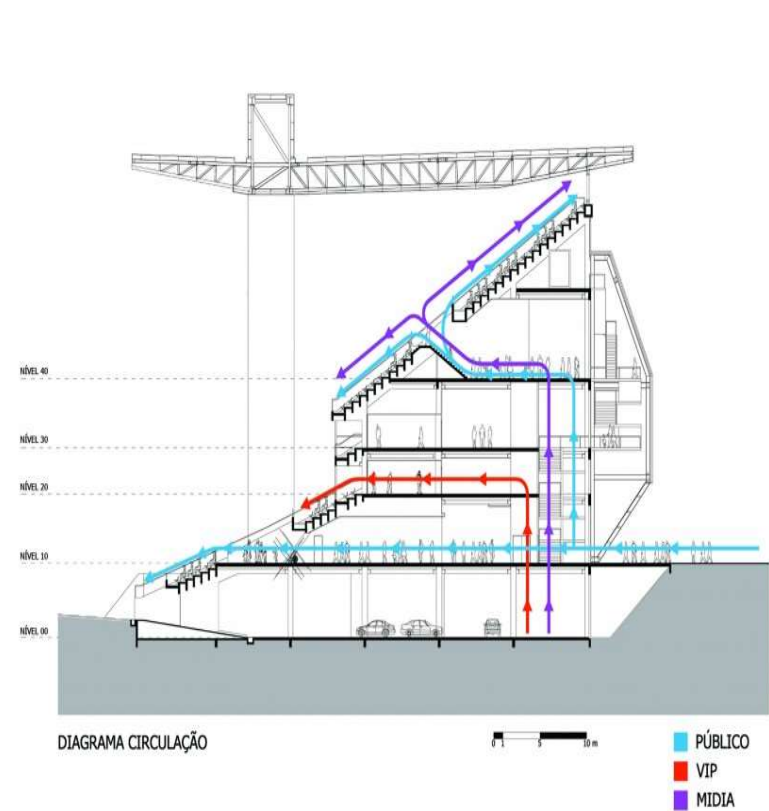 NÍVEL 40
NÍVEL 30
NÍVEL 20
NÍVEL 10
NÍVEL 00
DIAGRAMA CIRCULAÇÃO
0 1 5 10 m
PÚBLICO
VIP
MIDIA